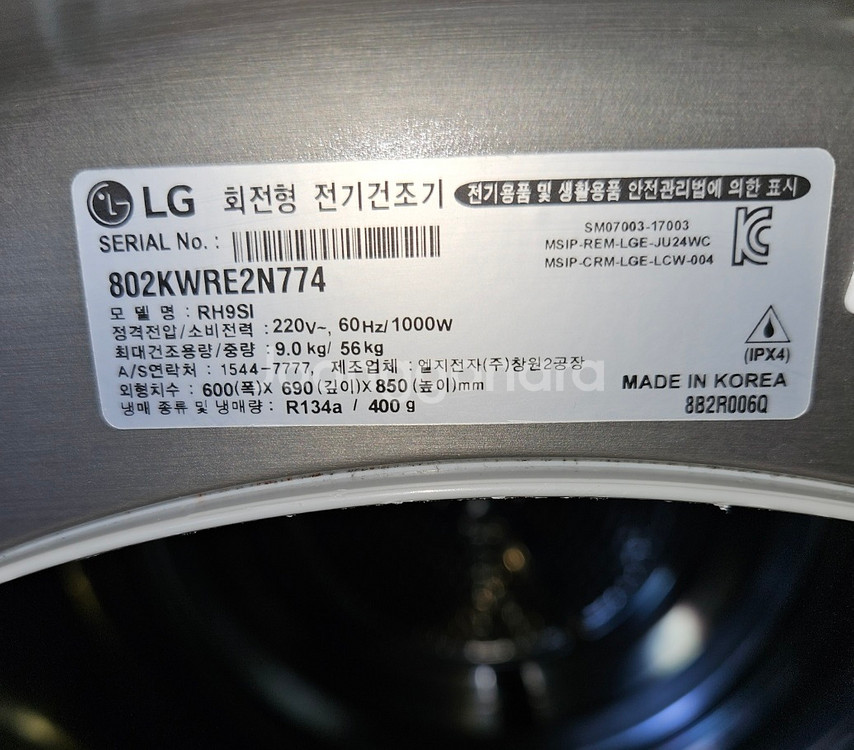 LG 회전형 전기건조기 전기용품 및 생활용품 안전관리법에 의한 표시
SERIAL No. :
802KWRE2N774
SM07003-17003
MSIP-REM-LGE-JU24WC
MSIP-CRM-LGE-LCW-004
모 델 명 : RH9SI
정격전압/소비전력 : 220V~, 60Hz/1000W
최대건조용량/중량 : 9.0 kg/ 56 kg
A/S연락처 : 1544-7777, 제조업체 : 엘지전자(주)창원2공장
외형치수 : 600(폭)X 690(깊이)X 850(높이)mm
냉매 종류 및 냉매량 : R134a / 400 g
(IPX4)
MADE IN KOREA
8B2R006Q